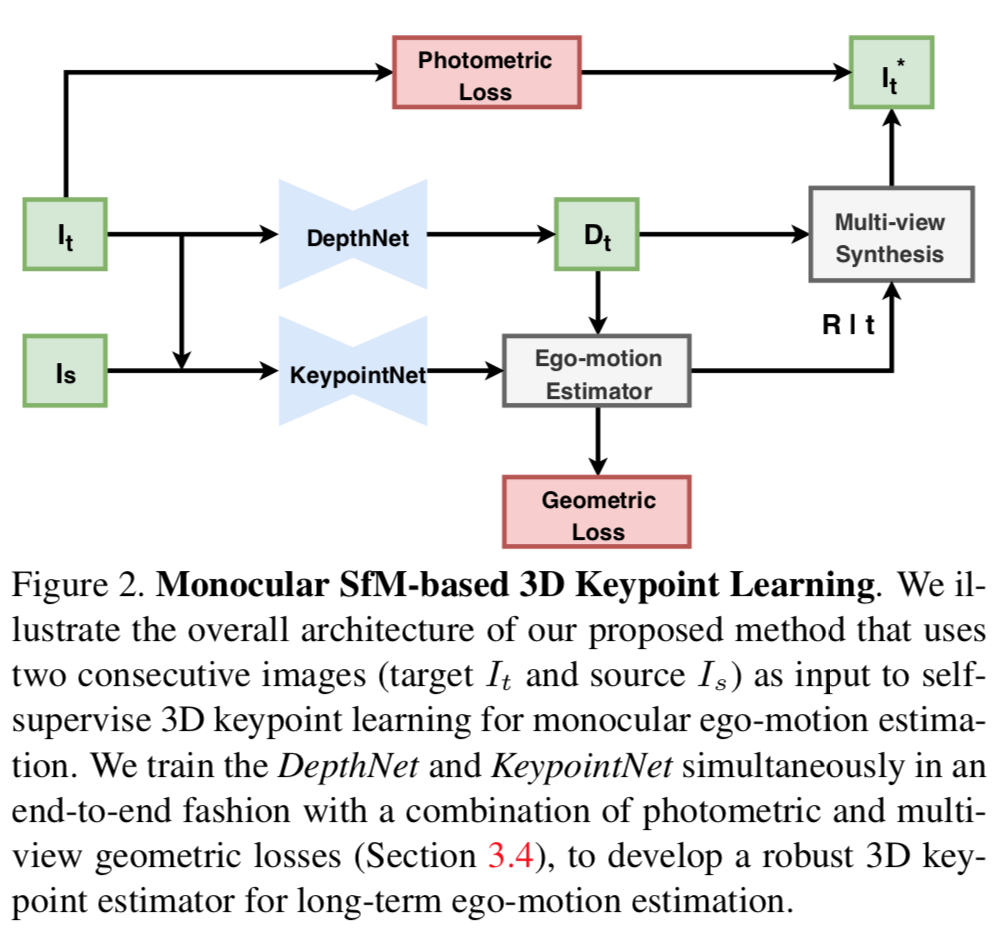 Photometric
Loss
I_t^*
I_t
DepthNet
D_t
Multi-view
Synthesis
R | t
Is
KeypointNet
Ego-motion
Estimator
Geometric
Loss
Figure 2. Monocular SfM-based 3D Keypoint Learning. We il-
lustrate the overall architecture of our proposed method that uses
two consecutive images (target I_t and source I_s) as input to self-
supervise 3D keypoint learning for monocular ego-motion estima-
tion. We train the DepthNet and KeypointNet simultaneously in an
end-to-end fashion with a combination of photometric and multi-
view geometric losses (Section 3.4), to develop a robust 3D key-
point estimator for long-term ego-motion estimation.